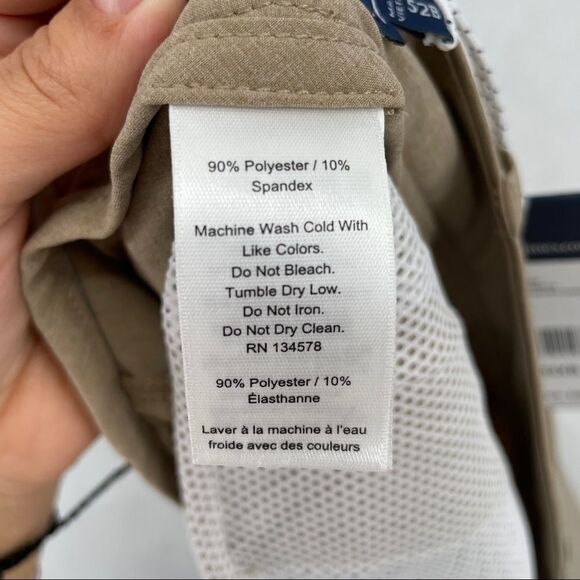 90% Polyester / 10%
Spandex
Machine Wash Cold With
Like Colors.
Do Not Bleach.
Tumble Dry Low.
Do Not Iron.
Do Not Dry Clean.
RN 134578
90% Polyester / 10%
Élasthanne
Laver à la machine à l'eau
froide avec des couleurs